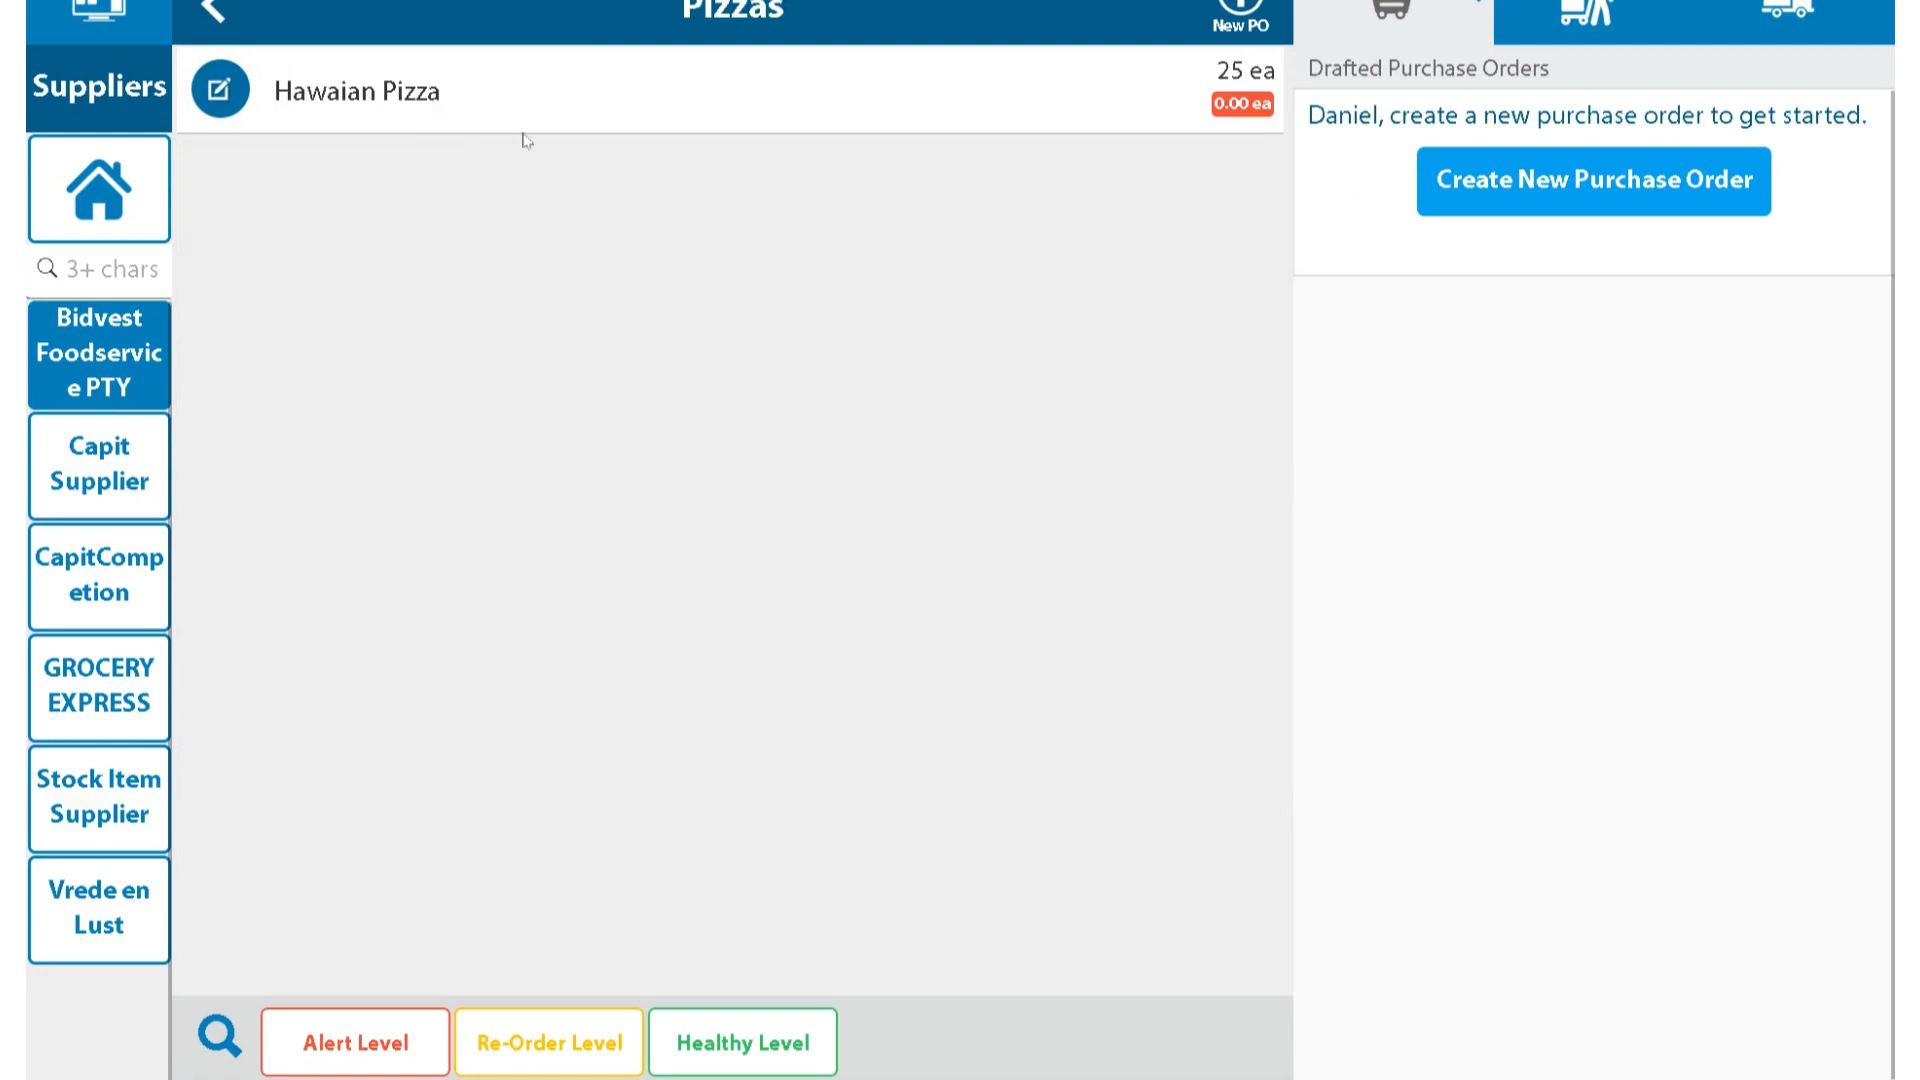 Pizzas
New PO
Suppliers
Hawaian Pizza
25 ea
0.00 ea
Drafted Purchase Orders
Daniel, create a new purchase order to get started.
Create New Purchase Order
3+ chars
Bidvest
Foodservic
e PTY
Capit
Supplier
CapitComp
etion
GROCERY
EXPRESS
Stock Item
Supplier
Vrede en
Lust
Alert Level
Re-Order Level
Healthy Level